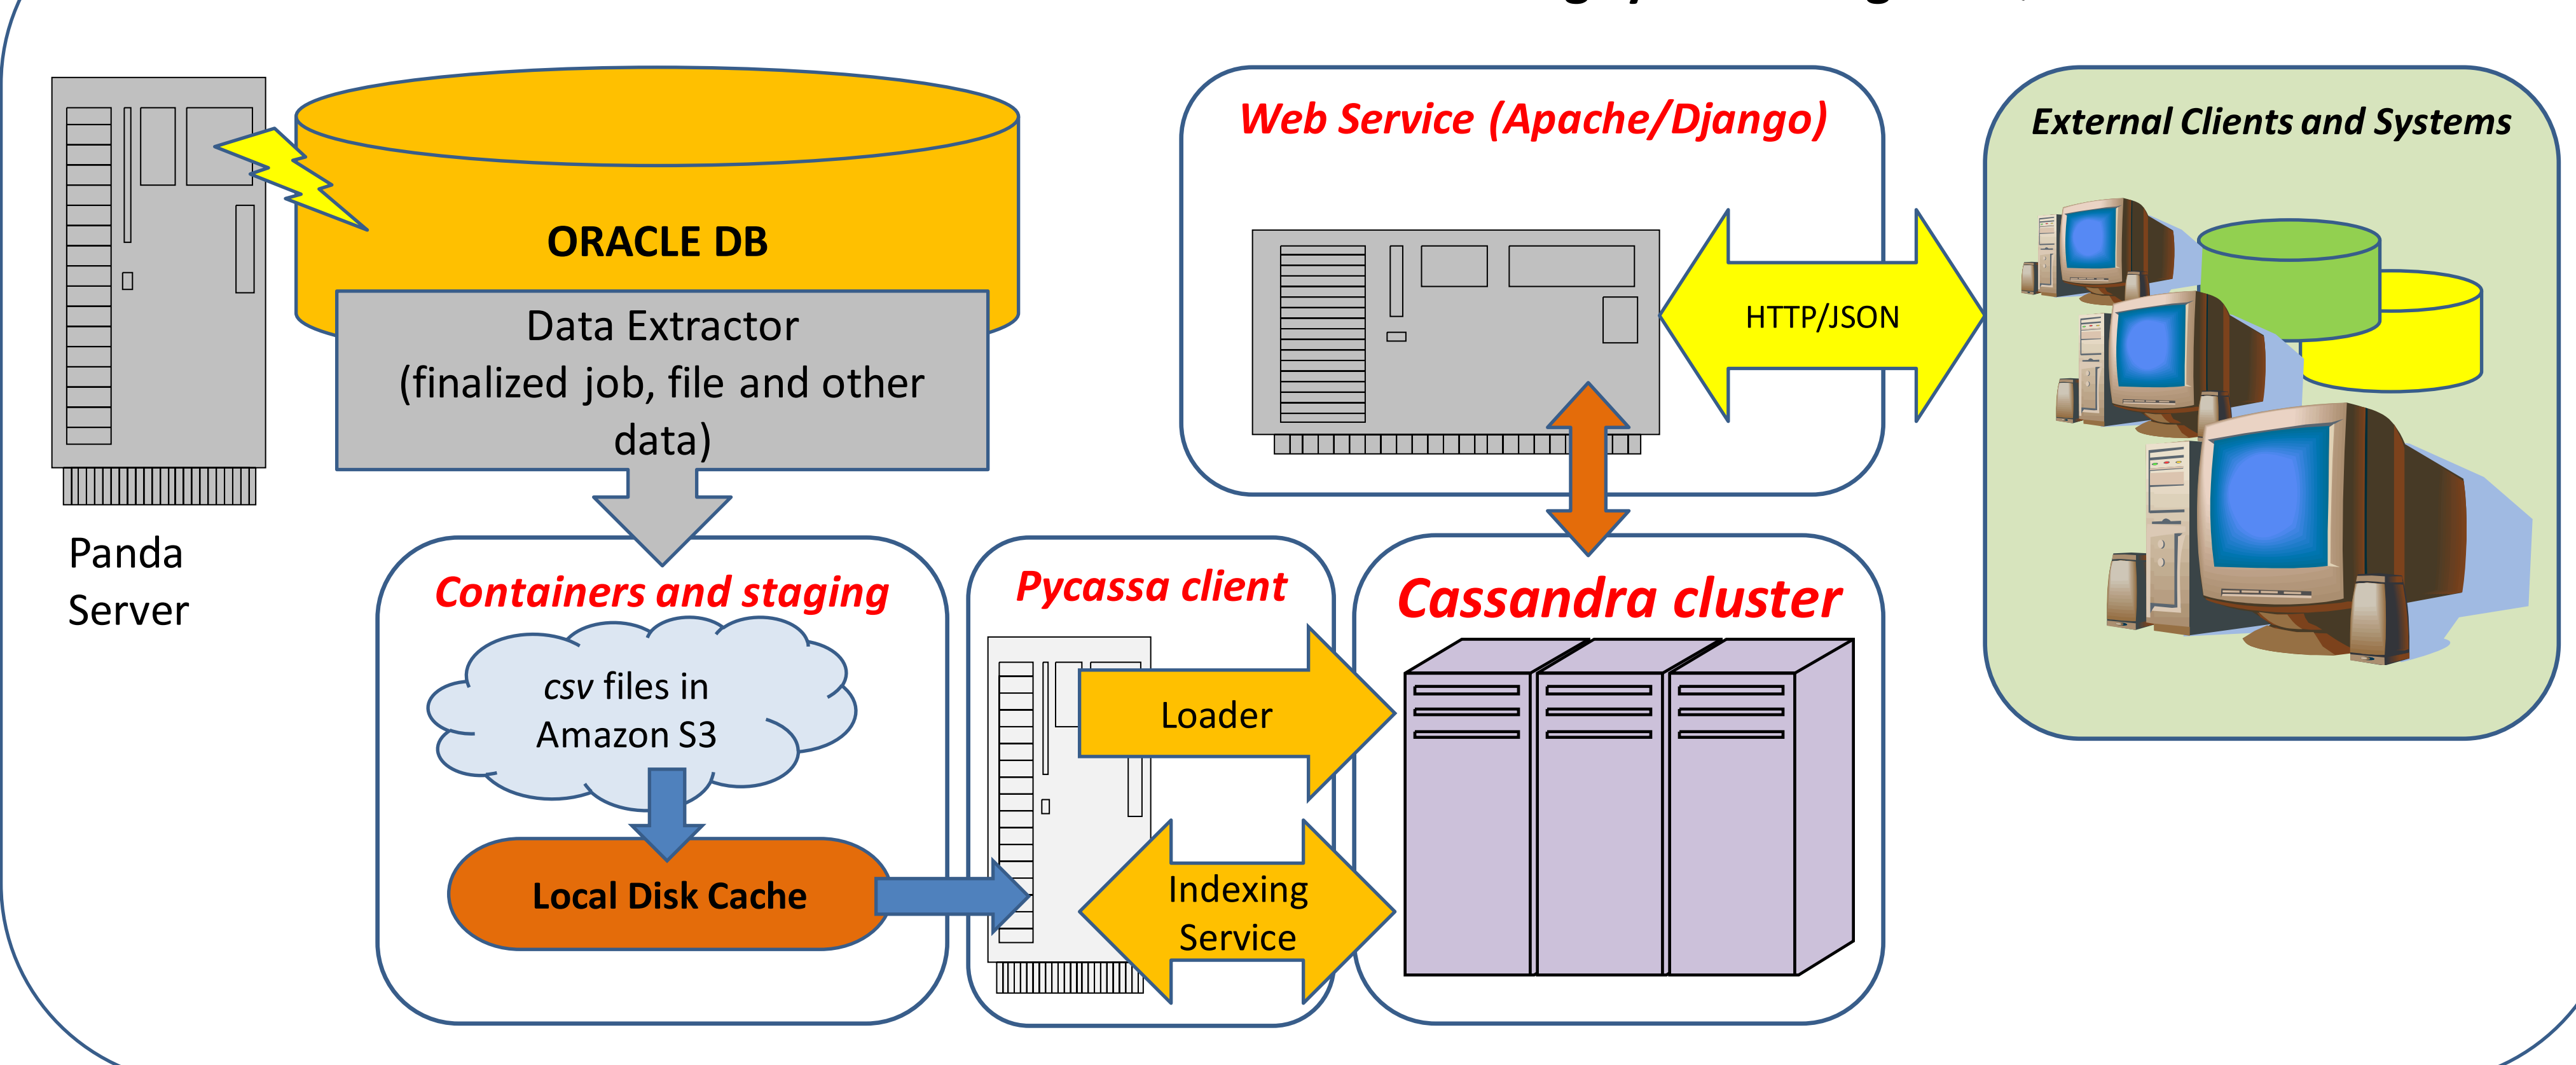 Web Service (Apache/Django)
External Clients and Systems
ORACLE DB
Data Extractor
(finalized job, file and other
data)
HTTP/JSON
Panda
Server
Containers and staging
Pycassa client
Cassandra cluster
csv files in
Amazon S3
Loader
Local Disk Cache
Indexing
Service